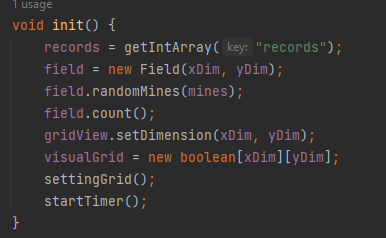 1 usage
void init() {
    records = getIntArray( key: "records");
    field = new Field(xDim, yDim);
    field.randomMines(mines);
    field.count();
    gridView.setDimension(xDim, yDim);
    visualGrid = new boolean[xDim][yDim];
    settingGrid();
    startTimer();
}